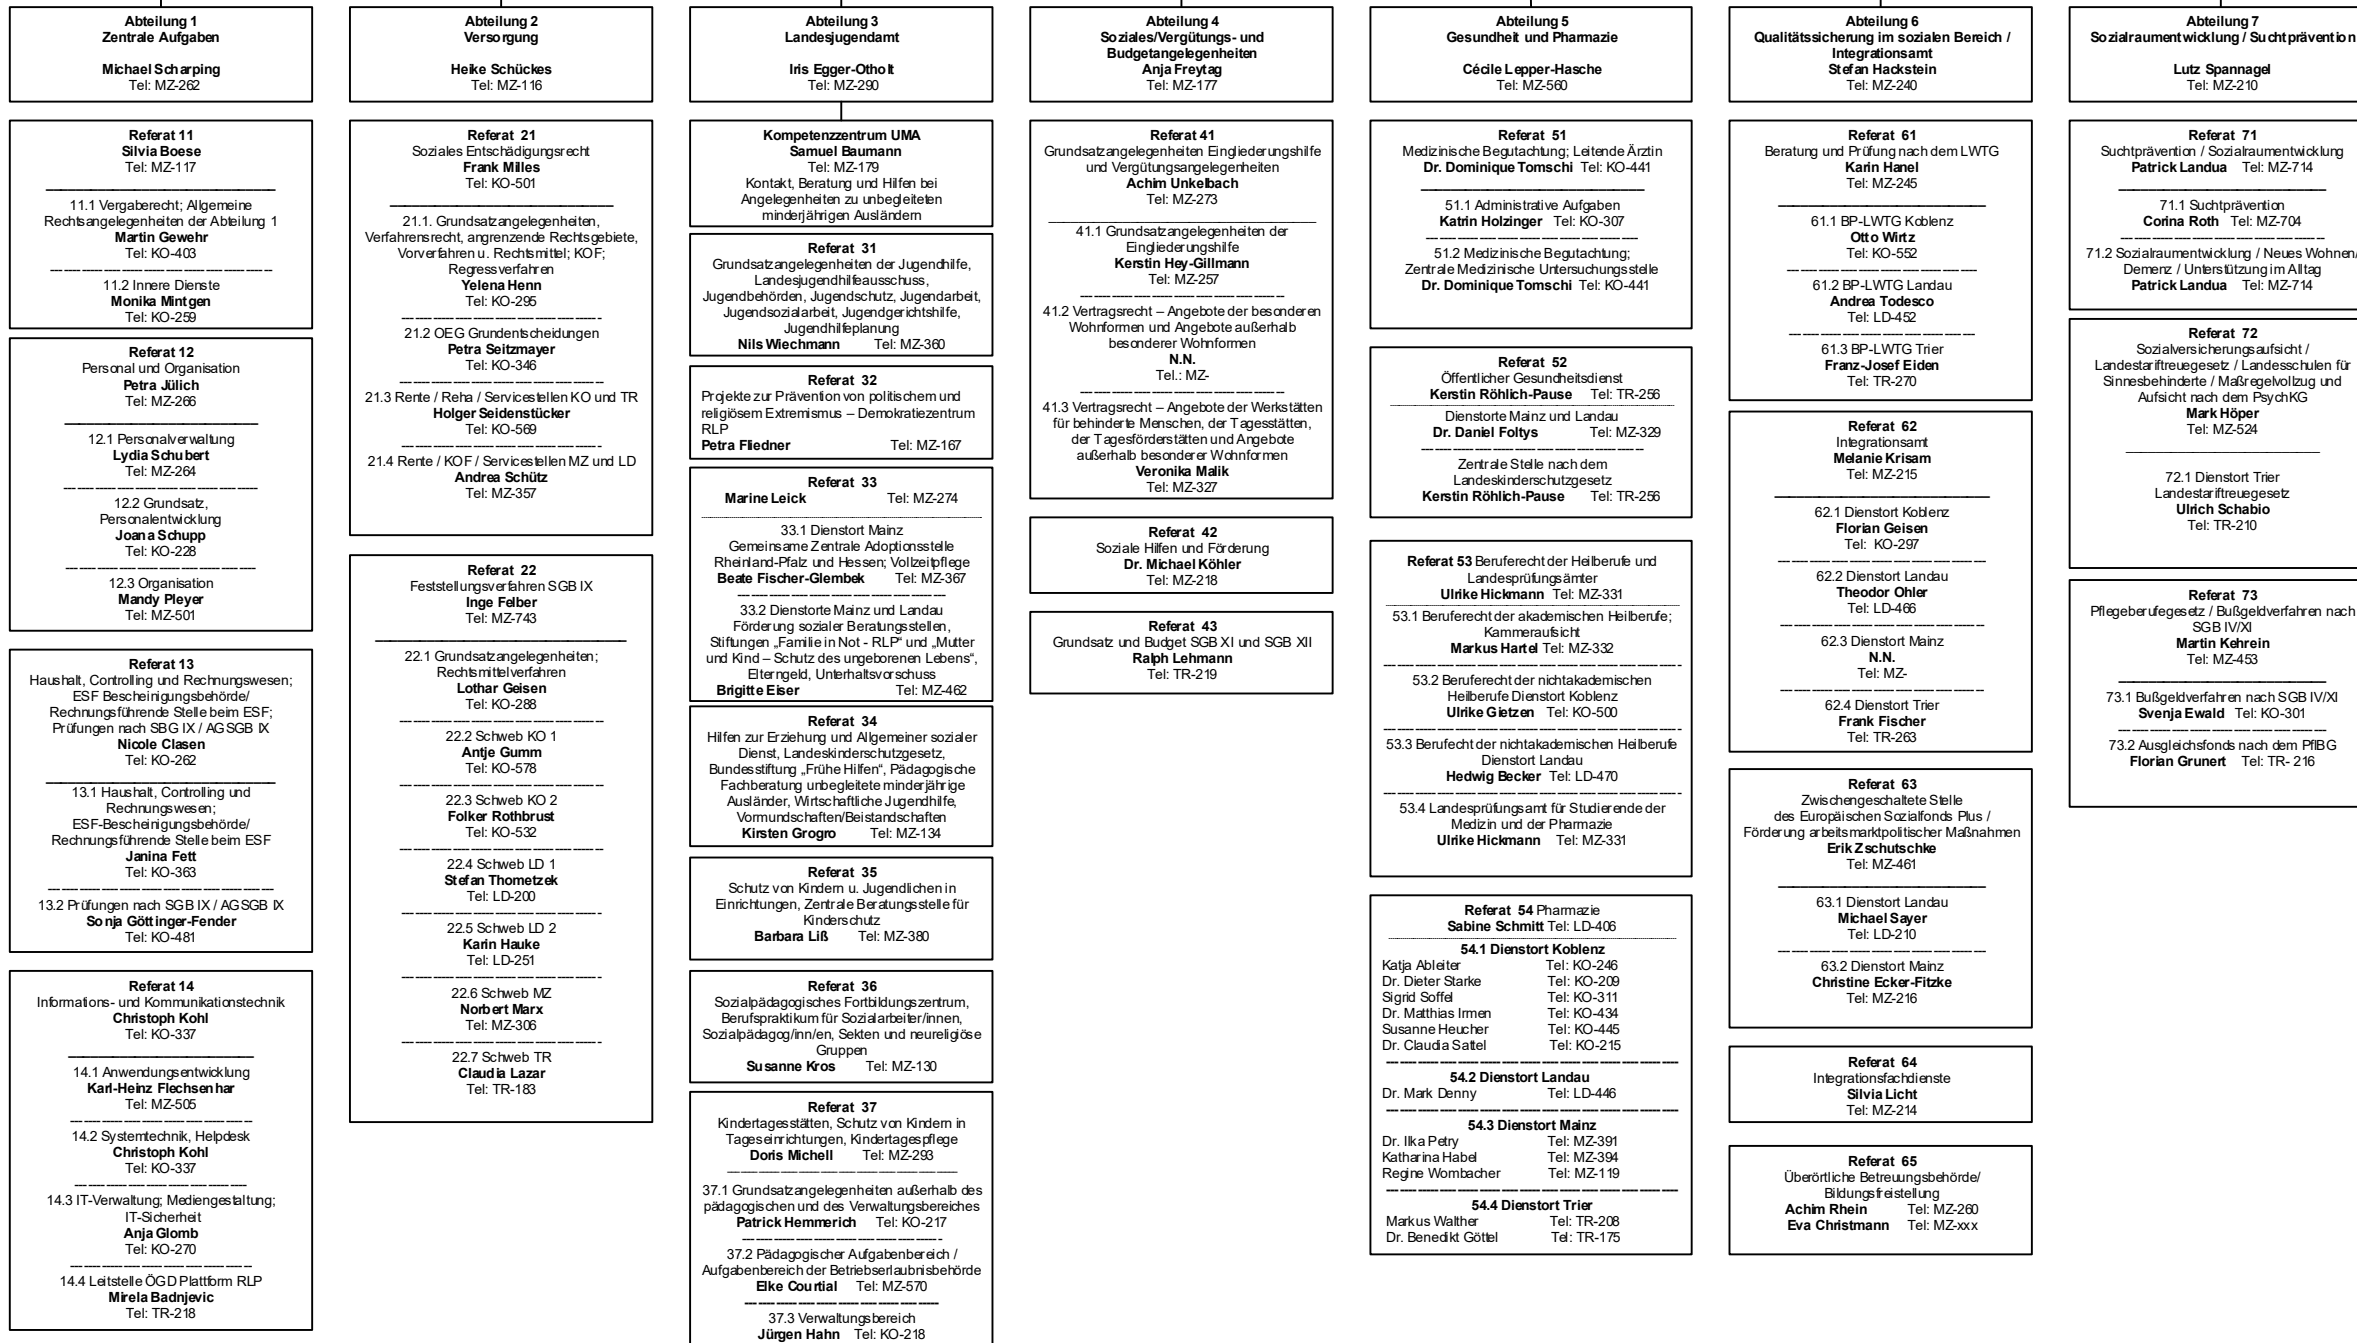 Abteilung 1
Zentrale Aufgaben
Michael Scharping
Tel: MZ-262
Referat 11
Silvia Boese
Tel: MZ-117
11.1 Vergaberecht; Allgemeine
Rechtsangelegenheiten der Abteilung 1
Martin Gewehr
Tel: KO-403
11.2 Innere Dienste
Monika Mintgen
Tel: KO-259
Referat 12
Personal und Organisation
Petra Jülich
Tel: MZ-266
12.1 Personalverwaltung
Lydia Schubert
Tel: MZ-264
12.2 Grundsatz,
Personalentwicklung
Joana Schupp
Tel: KO-228
12.3 Organisation
Mandy Pleyer
Tel: MZ-501
Referat 13
Haushalt, Controlling und Rechnungswesen;
ESF Bescheinigungsbehörde/
Rechnungsführende Stelle beim ESF;
Prüfungen nach SBG IX / AGSGB IX
Nicole Clasen
Tel: KO-262
13.1 Haushalt, Controlling und
Rechnungswesen;
ESF-Bescheinigungsbehörde/
Rechnungsführende Stelle beim ESF
Janina Fett
Tel: KO-363
13.2 Prüfungen nach SGB IX / AGSGB IX
Sonja Göttinger-Fender
Tel: KO-481
Referat 14
Informations- und Kommunikationstechnik
Christoph Kohl
Tel: KO-337
14.1 Anwendungsentwicklung
Karl-Heinz Flechsenhar
Tel: MZ-505
14.2 Systemtechnik, Helpdesk
Christoph Kohl
Tel: KO-337
14.3 IT-Verwaltung; Mediengestaltung;
IT-Sicherheit
Anja Glomb
Tel: KO-270
14.4 Leitstelle ÖGD Plattform RLP
Mirela Badnjevic
Tel: TR-218
Abteilung 2
Versorgung
Heike Schückes
Tel: MZ-116
Referat 21
Soziales Entschädigungsrecht
Frank Milles
Tel: KO-501
21.1. Grundsatzangelegenheiten,
Verfahrensrecht, angrenzende Rechtsgebiete,
Vorverfahren u. Rechtsmittel; KOF;
Regressverfahren
Yelena Henn
Tel: KO-295
21.2 OEG Grundentscheidungen
Petra Seitzmayer
Tel: KO-346
21.3 Rente / Reha / Servicestellen KO und TR
Holger Seidenstücker
Tel: KO-569
21.4 Rente / KOF / Servicestellen MZ und LD
Andrea Schütz
Tel: MZ-357
Referat 22
Feststellungsverfahren SGB IX
Inge Felber
Tel: MZ-743
22.1 Grundsatzangelegenheiten;
Rechtsmittelverfahren
Lothar Geisen
Tel: KO-288
22.2 Schweb KO 1
Antje Gumm
Tel: KO-578
22.3 Schweb KO 2
Folker Rothbrust
Tel: KO-532
22.4 Schweb LD 1
Stefan Thometzek
Tel: LD-200
22.5 Schweb LD 2
Karin Hauke
Tel: LD-251
22.6 Schweb MZ
Norbert Marx
Tel: MZ-306
22.7 Schweb TR
Claudia Lazar
Tel: TR-183
Abteilung 3
Landesjugendamt
Iris Egger-Otholt
Tel: MZ-290
Kompetenzzentrum UMA
Samuel Baumann
Tel: MZ-179
Kontakt, Beratung und Hilfen bei
Angelegenheiten zu unbegleiteten
minderjährigen Ausländern
Referat 31
Grundsatzangelegenheiten der Jugendhilfe,
Landesjugendhilfeausschuss,
Jugendbehörden, Jugendschutz, Jugendarbeit,
Jugendsozialarbeit, Jugendgerichtshilfe,
Jugendhilfeplanung
Nils Wiechmann Tel: MZ-360
Referat 32
Projekte zur Prävention von politischem und
religiösem Extremismus – Demokratiezentrum
RLP
Petra Fliedner Tel: MZ-167
Referat 33
Marine Leick Tel: MZ-274
33.1 Dienstort Mainz
Gemeinsame Zentrale Adoptionsstelle
Rheinland-Pfalz und Hessen; Vollzeitpflege
Beate Fischer-Glembek Tel: MZ-367
33.2 Dienstorte Mainz und Landau
Förderung sozialer Beratungsstellen,
Stiftungen „Familie in Not - RLP“ und „Mutter
und Kind – Schutz des ungeborenen Lebens“,
Elterngeld, Unterhaltsvorschuss
Brigitte Eiser Tel: MZ-462
Referat 34
Hilfen zur Erziehung und Allgemeiner sozialer
Dienst, Landeskinderschutzgesetz,
Bundesstiftung „Frühe Hilfen“, Pädagogische
Fachberatung unbegleitete minderjährige
Ausländer, Wirtschaftliche Jugendhilfe,
Vormundschaften/Beistandschaften
Kirsten Grogro Tel: MZ-134
Referat 35
Schutz von Kindern u. Jugendlichen in
Einrichtungen, Zentrale Beratungsstelle für
Kinderschutz
Barbara Liß Tel: MZ-380
Referat 36
Sozialpädagogisches Fortbildungszentrum,
Berufspraktikum für Sozialarbeiter/innen,
Sozialpädagog/inn/en, Sekten und neureligiöse
Gruppen
Susanne Kros Tel: MZ-130
Referat 37
Kindertagesstätten, Schutz von Kindern in
Tageseinrichtungen, Kindertagespflege
Doris Michell Tel: MZ-293
37.1 Grundsatzangelegenheiten außerhalb des
pädagogischen und des Verwaltungsbereiches
Patrick Hemmerich Tel: KO-217
37.2 Pädagogischer Aufgabenbereich /
Aufgabenbereich der Betriebserlaubnisbehörde
Elke Courtial Tel: MZ-570
37.3 Verwaltungsbereich
Jürgen Hahn Tel: KO-218
Abteilung 4
Soziales/Vergütungs- und
Budgetangelegenheiten
Anja Freytag
Tel: MZ-177
Referat 41
Grundsatzangelegenheiten Eingliederungshilfe
und Vergütungsangelegenheiten
Achim Unkelbach
Tel: MZ-273
41.1 Grundsatzangelegenheiten der
Eingliederungshilfe
Kerstin Hey-Gillmann
Tel: MZ-257
41.2 Vertragsrecht – Angebote der besonderen
Wohnformen und Angebote außerhalb
besonderer Wohnformen
N.N.
Tel.: MZ-
41.3 Vertragsrecht – Angebote der Werkstätten
für behinderte Menschen, der Tagesstätten,
der Tagesförderstätten und Angebote
außerhalb besonderer Wohnformen
Veronika Malik
Tel: MZ-327
Referat 42
Soziale Hilfen und Förderung
Dr. Michael Köhler
Tel: MZ-218
Referat 43
Grundsatz und Budget SGB XI und SGB XII
Ralph Lehmann
Tel: TR-219
Abteilung 5
Gesundheit und Pharmazie
Cécile Lepper-Hasche
Tel: MZ-560
Referat 51
Medizinische Begutachtung; Leitende Ärztin
Dr. Dominique Tomschi Tel: KO-441
51.1 Administrative Aufgaben
Katrin Holzinger Tel: KO-307
51.2 Medizinische Begutachtung;
Zentrale Medizinische Untersuchungsstelle
Dr. Dominique Tomschi Tel: KO-441
Referat 52
Öffentlicher Gesundheitsdienst
Kerstin Röhlich-Pause Tel: TR-256
Dienstorte Mainz und Landau
Dr. Daniel Foltys Tel: MZ-329
Zentrale Stelle nach dem
Landeskinderschutzgesetz
Kerstin Röhlich-Pause Tel: TR-256
Referat 53 Beruferecht der Heilberufe und
Landesprüfungsämter
Ulrike Hickmann Tel: MZ-331
53.1 Beruferecht der akademischen Heilberufe;
Kammeraufsicht
Markus Hartel Tel: MZ-332
53.2 Beruferecht der nichtakademischen
Heilberufe Dienstort Koblenz
Ulrike Gietzen Tel: KO-500
53.3 Berufecht der nichtakademischen Heilberufe
Dienstort Landau
Hedwig Becker Tel: LD-470
53.4 Landesprüfungsamt für Studierende der
Medizin und der Pharmazie
Ulrike Hickmann Tel: MZ-331
Referat 54 Pharmazie
Sabine Schmitt Tel: LD-406
54.1 Dienstort Koblenz
Katja Ableiter Tel: KO-246
Dr. Dieter Starke Tel: KO-209
Sigrid Soffel Tel: KO-311
Dr. Matthias Irmen Tel: KO-434
Susanne Heucher Tel: KO-445
Dr. Claudia Sattel Tel: KO-215
54.2 Dienstort Landau
Dr. Mark Denny Tel: LD-446
54.3 Dienstort Mainz
Dr. Ilka Petry Tel: MZ-391
Katharina Habel Tel: MZ-394
Regine Wombacher Tel: MZ-119
54.4 Dienstort Trier
Markus Walther Tel: TR-208
Dr. Benedikt Göttel Tel: TR-175
Abteilung 6
Qualitätssicherung im sozialen Bereich /
Integrationsamt
Stefan Hackstein
Tel: MZ-240
Referat 61
Beratung und Prüfung nach dem LWTG
Karin Hanel
Tel: MZ-245
61.1 BP-LWTG Koblenz
Otto Wirtz
Tel: KO-552
61.2 BP-LWTG Landau
Andrea Todesco
Tel: LD-452
61.3 BP-LWTG Trier
Franz-Josef Eiden
Tel: TR-270
Referat 62
Integrationsamt
Melanie Krisam
Tel: MZ-215
62.1 Dienstort Koblenz
Florian Geisen
Tel: KO-297
62.2 Dienstort Landau
Theodor Ohler
Tel: LD-466
62.3 Dienstort Mainz
N.N.
Tel: MZ-
62.4 Dienstort Trier
Frank Fischer
Tel: TR-263
Referat 63
Zwischengeschaltete Stelle
des Europäischen Sozialfonds Plus /
Förderung arbeitsmarktpolitischer Maßnahmen
Erik Zschutschke
Tel: MZ-461
63.1 Dienstort Landau
Michael Sayer
Tel: LD-210
63.2 Dienstort Mainz
Christine Ecker-Fitzke
Tel: MZ-216
Referat 64
Integrationsfachdienste
Silvia Licht
Tel: MZ-214
Referat 65
Überörtliche Betreuungsbehörde/
Bildungsfreistellung
Achim Rhein Tel: MZ-260
Eva Christmann Tel: MZ-xxx
Abteilung 7
Sozialraumentwicklung / Suchtprävention
Lutz Spannagel
Tel: MZ-210
Referat 71
Suchtprävention / Sozialraumentwicklung
Patrick Landua Tel: MZ-714
71.1 Suchtprävention
Corina Roth Tel: MZ-704
71.2 Sozialraumentwicklung / Neues Wohnen/
Demenz / Unterstützung im Alltag
Patrick Landua Tel: MZ-714
Referat 72
Sozialversicherungsaufsicht /
Landestariftreuegesetz / Landesschulen für
Sinnesbehinderte / Maßregelvollzug und
Aufsicht nach dem PsychKG
Mark Höper
Tel: MZ-524
72.1 Dienstort Trier
Landestariftreuegesetz
Ulrich Schabio
Tel: TR-210
Referat 73
Pflegeberufegesetz / Bußgeldverfahren nach
SGB IV/XI
Martin Kehrein
Tel: MZ-453
73.1 Bußgeldverfahren nach SGB IV/XI
Svenja Ewald Tel: KO-301
73.2 Ausgleichsfonds nach dem PflBG
Florian Grunert Tel: TR- 216